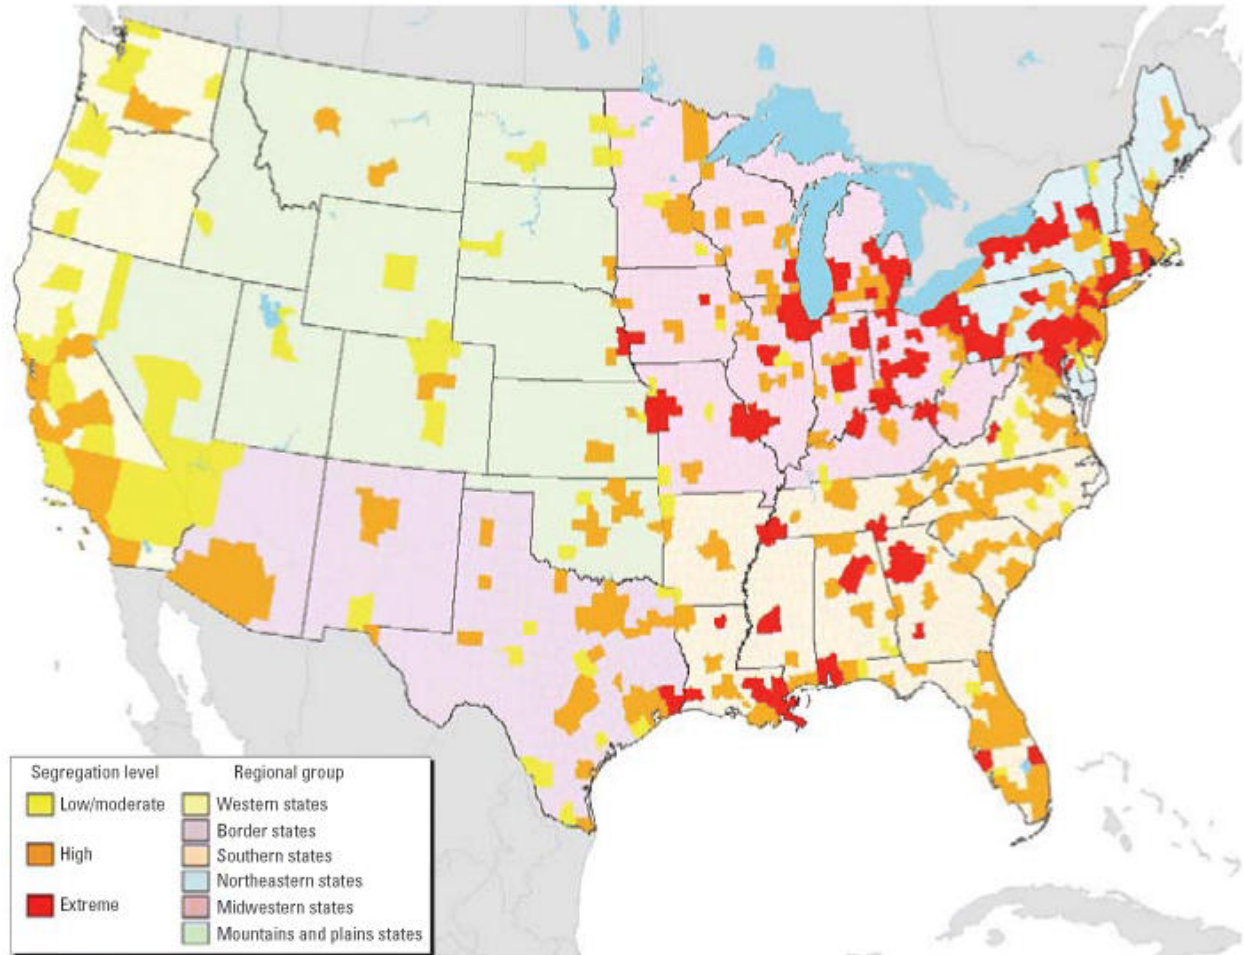 Segregation level
Low/moderate
High
Extreme
Regional group
Western states
Border states
Southern states
Northeastern states
Midwestern states
Mountains and plains states